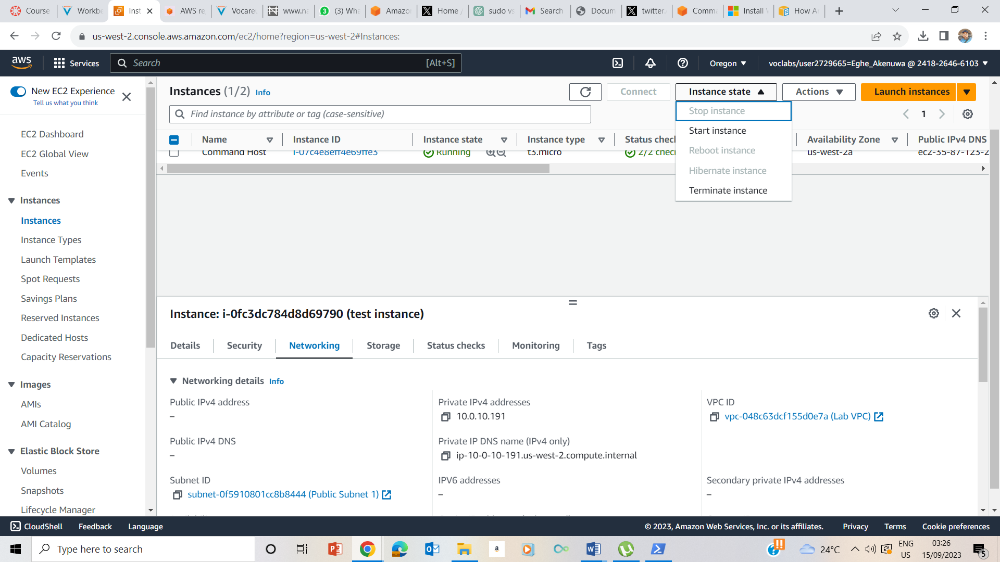 Course
Workbe
Inst
AWS re
Vocareu
www.na
(3) Wha
Amazo
Home /
sudo vs
Search
Docum
twitter.
Comma
Install
How A
us-west-2.console.aws.amazon.com/ec2/home?region=us-west-2#Instances:
aws
Services
Search
[Alt+S]
Oregon
voclabs/user2729665=Eghe_Akenuwa @ 2418-2646-6103
New EC2 Experience
Tell us what you think
EC2 Dashboard
EC2 Global View
Events
Instances
Instances
Instance Types
Launch Templates
Spot Requests
Savings Plans
Reserved Instances
Dedicated Hosts
Capacity Reservations
Images
AMIs
AMI Catalog
Elastic Block Store
Volumes
Snapshots
Lifecycle Manager
Instances (1/2) Info
Connect
Instance state
Actions
Launch instances
Find instance by attribute or tag (case-sensitive)
1
Stop instance
Start instance
Reboot instance
Hibernate instance
Terminate instance
Name
Instance ID
Instance state
Instance type
Status check
Availability Zone
Public IPv4 DNS
Command Host
i-07c4e8eff4e69ffe3
Running
t3.micro
2/2 chec
us-west-2a
ec2-35-87-123-2
Instance: i-0fc3dc784d8d69790 (test instance)
Details
Security
Networking
Storage
Status checks
Monitoring
Tags
Networking details Info
Public IPv4 address
–
Private IPv4 addresses
10.0.10.191
VPC ID
vpc-048c63dcf155d0e7a (Lab VPC)
Public IPv4 DNS
–
Private IP DNS name (IPv4 only)
ip-10-0-10-191.us-west-2.compute.internal
Subnet ID
subnet-0f5910801cc8b8444 (Public Subnet 1)
IPV6 addresses
–
Secondary private IPv4 addresses
–
CloudShell
Feedback
Language
© 2023, Amazon Web Services, Inc. or its affiliates.
Privacy
Terms
Cookie preferences
Type here to search
24°C
ENG
US
03:26
15/09/2023
5